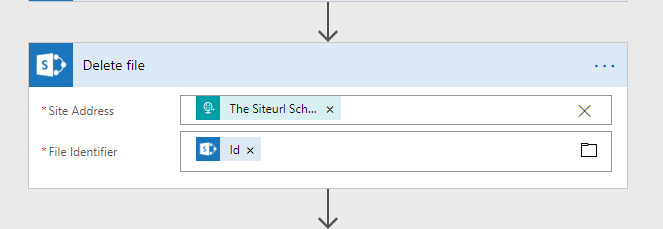 Delete file
* Site Address The Siteurl Sch... ×
* File Identifier Id ×